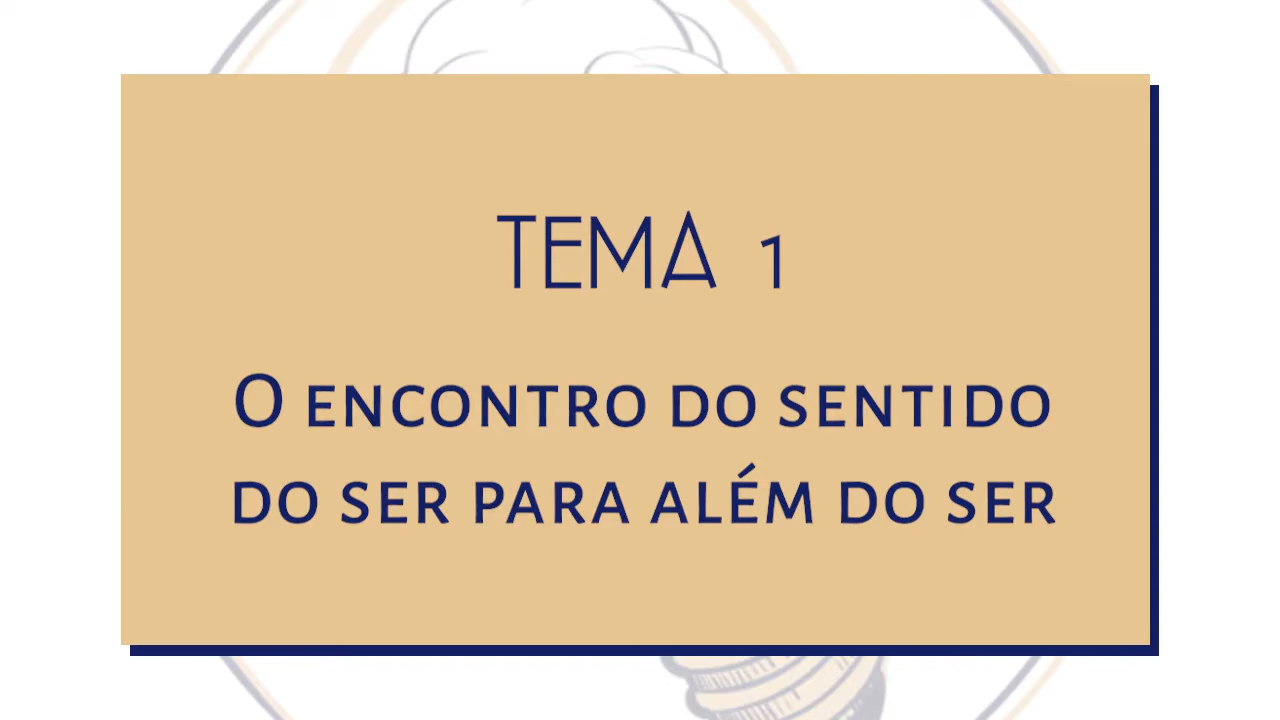 TEMA 1
O ENCONTRO DO SENTIDO
DO SER PARA ALÉM DO SER